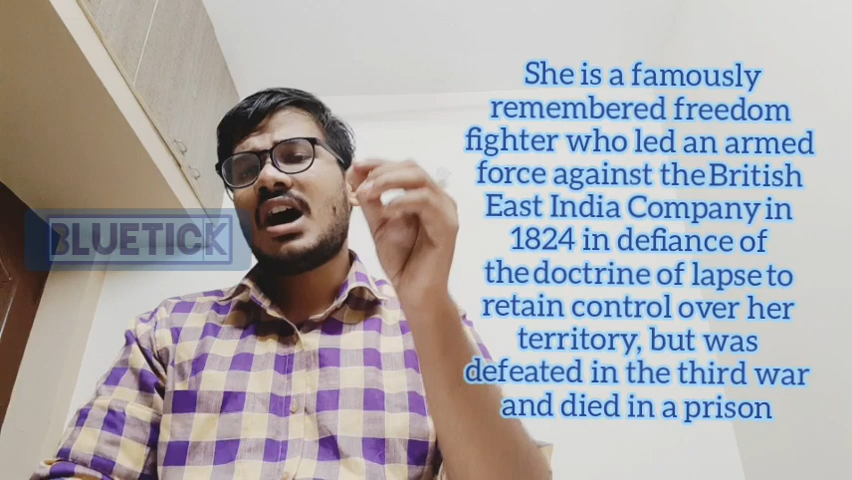 She is a famously
remembered freedom
fighter who led an armed
force against the British
East India Company in
1824 in defiance of
the doctrine of lapse to
retain control over her
territory, but was
defeated in the third war
and died in a prison
BLUETICK